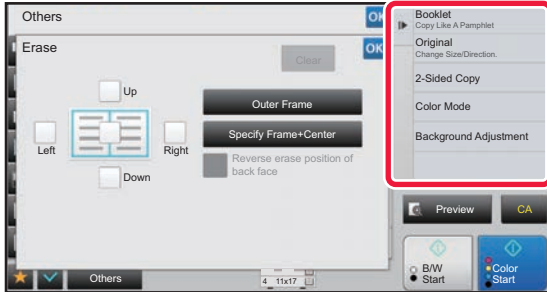 Others
OK
Erase
OK
Clear
Up
Left
Right
Down
Outer Frame
Specify Frame+Center
Reverse erase position of
back face
Others
4 11x17
Booklet
Copy Like A Pamphlet
Original
Change Size/Direction.
2-Sided Copy
Color Mode
Background Adjustment
Preview
CA
B/W
Start
Color
Start